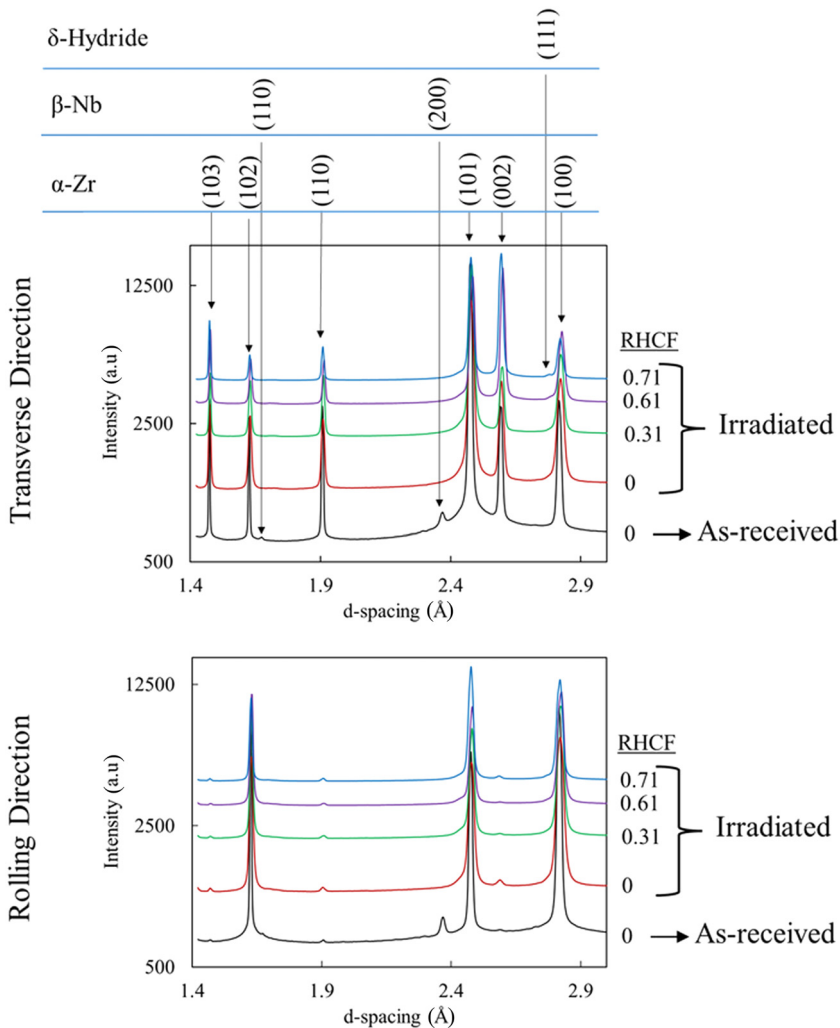 δ-Hydride
(111)
β-Nb
(110)
(200)
α-Zr
(103)
(102)
(110)
(101)
(002)
(100)
Transverse Direction
Intensity (a.u)
12500
2500
500
1.4
1.9
2.4
2.9
d-spacing (Å)
RHCF
0.71
0.61
0.31
0
Irradiated
0
As-received
Rolling Direction
Intensity (a.u)
12500
2500
500
1.4
1.9
2.4
2.9
d-spacing (Å)
RHCF
0.71
0.61
0.31
0
Irradiated
0
As-received